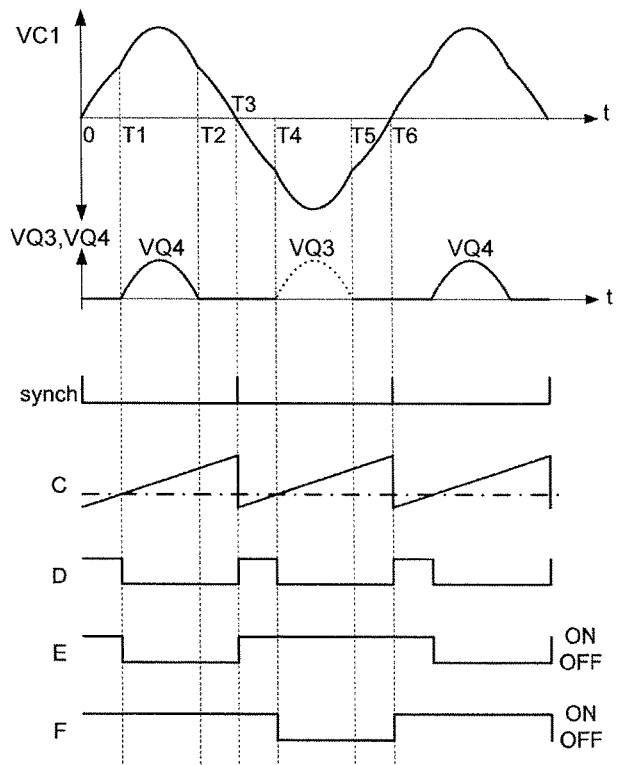 VC1
T3
t
0 T1 T2 T4 T5 T6
VQ3,VQ4
VQ4 VQ3 VQ4
t
synch
C
D
E ON
OFF
F ON
OFF